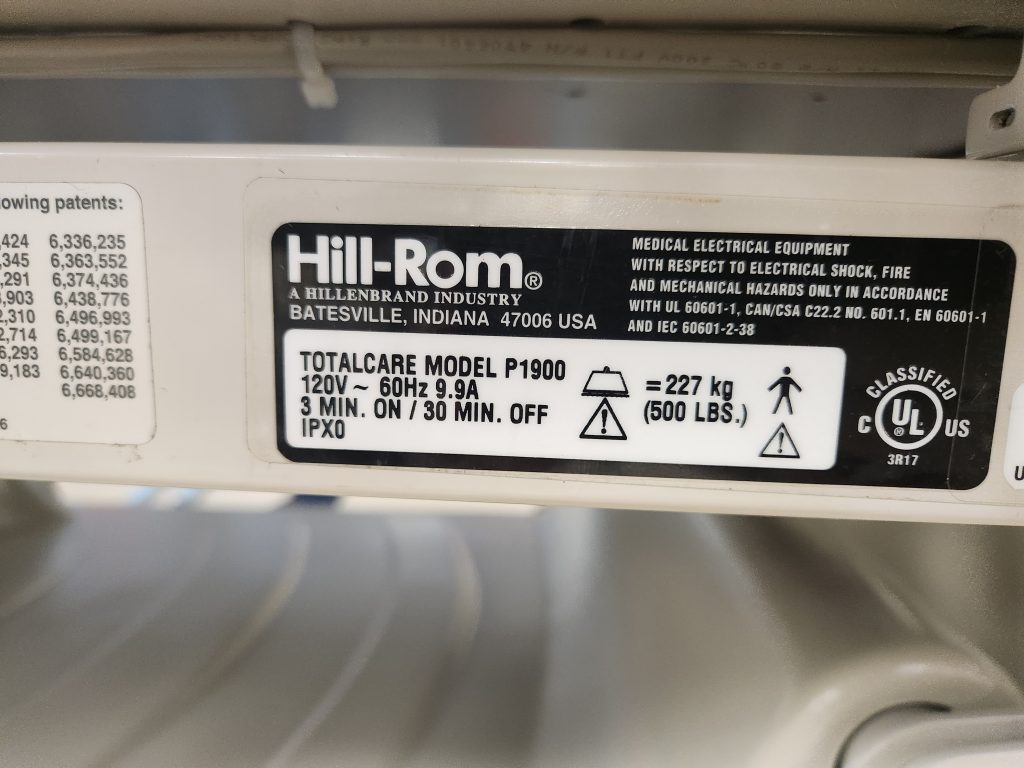 owing patents:
,424 6,336,235
,345 6,363,552
,291 6,374,436
,903 6,438,776
2,310 6,496,993
2,714 6,499,167
6,293 6,584,628
9,183 6,640,360
6,668,408
6
Hill-Rom®
A HILLENBRAND INDUSTRY
BATESVILLE, INDIANA 47006 USA
MEDICAL ELECTRICAL EQUIPMENT
WITH RESPECT TO ELECTRICAL SHOCK, FIRE
AND MECHANICAL HAZARDS ONLY IN ACCORDANCE
WITH UL 60601-1, CAN/CSA C22.2 NO. 601.1, EN 60601-1
AND IEC 60601-2-38
TOTALCARE MODEL P1900
120V ~ 60Hz 9.9A
3 MIN. ON / 30 MIN. OFF
IPX0
= 227 kg
(500 LBS.)
CLASSIFIED
C UL® US
3R17
U